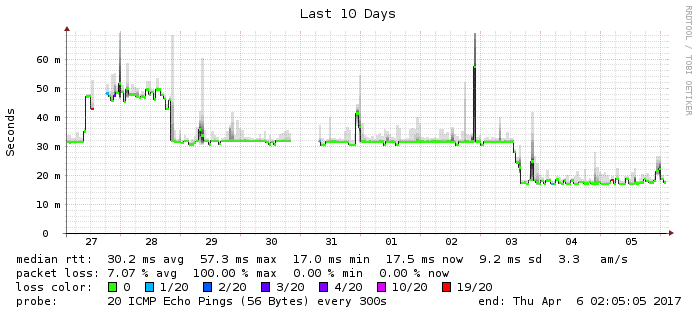 Last 10 Days
RRDTOOL / TOBI OETIKER
Seconds
60 m
50 m
40 m
30 m
20 m
10 m
0
27 28 29 30 31 01 02 03 04 05
median rtt: 30.2 ms avg 57.3 ms max 17.0 ms min 17.5 ms now 9.2 ms sd 3.3 am/s
packet loss: 7.07 % avg 100.00 % max 0.00 % min 0.00 % now
loss color: 0 1/20 2/20 3/20 4/20 10/20 19/20
probe: 20 ICMP Echo Pings (56 Bytes) every 300s end: Thu Apr 6 02:05:05 2017